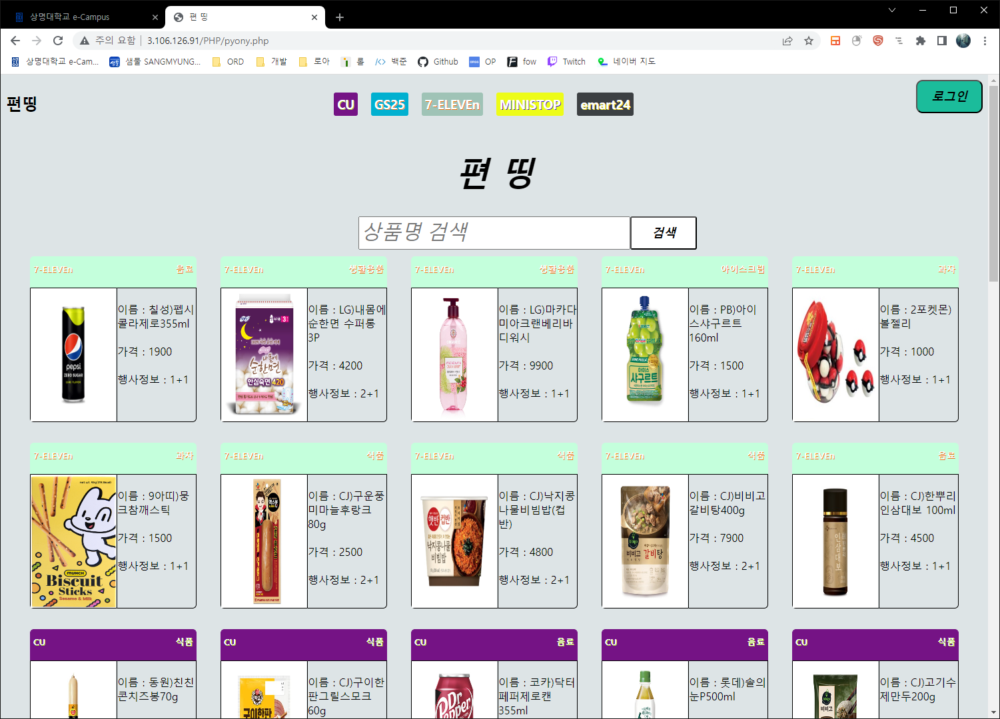 상명대학교 e-Campus
편 띵
주의 요함
3.106.126.91/PHP/pyony.php
상명대학교 e-Cam...
샘물 SANGMYUNG...
ORD
개발
로아
롤
백준
Github
OP
fow
Twitch
네이버 지도
편띵
CU
GS25
7-ELEVEn
MINISTOP
emart24
로그인
편 띵
상품명 검색
검색
7-ELEVEn 음료
pepsi
ZERO SUGAR
이름 : 칠성)펩시
콜라제로355ml
가격 : 1900
행사정보 : 1+1
7-ELEVEn 생활용품
순한면
안심숙면 420
이름 : LG)내몸에
순한면 수퍼롱
3P
가격 : 4200
행사정보 : 2+1
7-ELEVEn 생활용품
이름 : LG)마카다
미아크랜베리바
디워시
가격 : 9900
행사정보 : 1+1
7-ELEVEn 아이스크림
아이스
샤구르트
이름 : PB)아이
스샤구르트
160ml
가격 : 1500
행사정보 : 1+1
7-ELEVEn 과자
이름 : 2포켓몬)
볼젤리
가격 : 1000
행사정보 : 1+1
7-ELEVEn 과자
MUNCH
Biscuit
Sticks
Sesame & Milk
이름 : 9아띠)뭉
크참깨스틱
가격 : 1500
행사정보 : 1+1
7-ELEVEn 식품
이름 : CJ)구운풍
미마늘후랑크
80g
가격 : 2500
행사정보 : 2+1
7-ELEVEn 식품
햇반 컵반
낙지콩나물
비빔밥
이름 : CJ)낙지콩
나물비빔밥(컵
반)
가격 : 4800
행사정보 : 2+1
7-ELEVEn 식품
비비고 갈비탕
이름 : CJ)비비고
갈비탕400g
가격 : 7900
행사정보 : 2+1
7-ELEVEn 음료
인삼대보
이름 : CJ)한뿌리
인삼대보 100ml
가격 : 4500
행사정보 : 1+1
CU 식품
이름 : 동원)친친
콘치즈봉70g
CU 식품
구이한판
이름 : CJ)구이한
판그릴스모크
60g
CU 음료
Dr
Pepper
이름 : 코카)닥터
페퍼제로캔
355ml
CU 음료
이름 : 롯데)솔의
눈P500ml
CU 식품
비비고
이름 : CJ)고기수
제만두200g